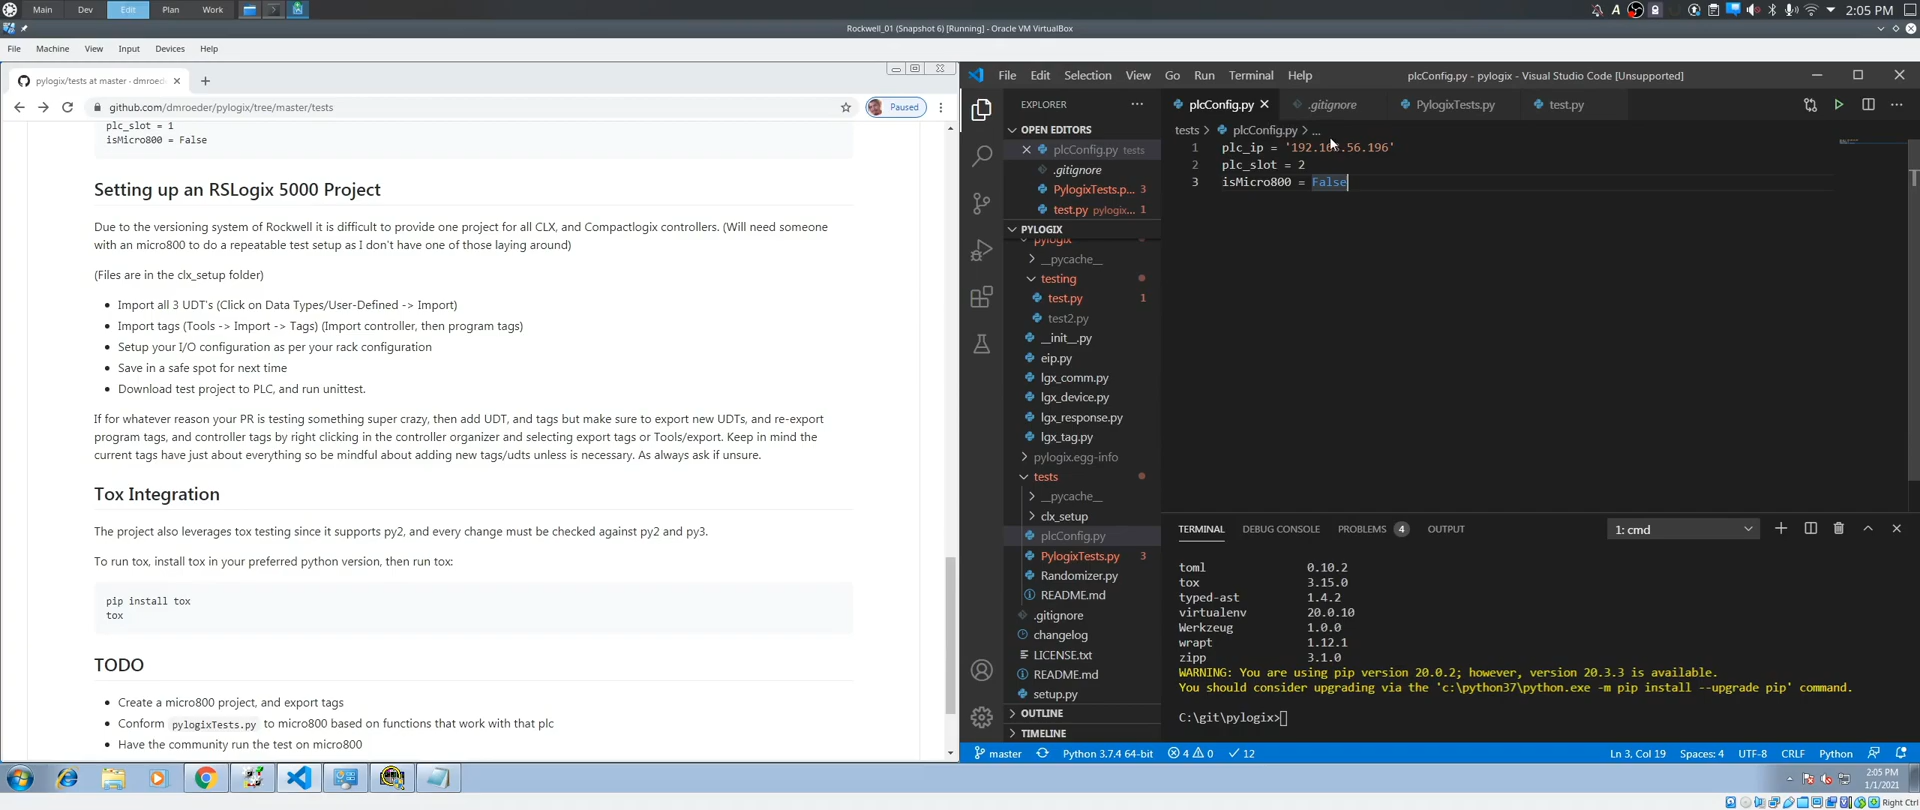 Main Dev Edit Plan Work 2:05 PM
Rockwell_01 (Snapshot 6) [Running] - Oracle VM VirtualBox
File Machine View Input Devices Help
pylogix/tests at master · dmroed
github.com/dmroeder/pylogix/tree/master/tests
Paused
plc_slot = 1
isMicro800 = False
Setting up an RSLogix 5000 Project
Due to the versioning system of Rockwell it is difficult to provide one project for all CLX, and Compactlogix controllers. (Will need someone
with an micro800 to do a repeatable test setup as I don't have one of those laying around)
(Files are in the clx_setup folder)
Import all 3 UDT's (Click on Data Types/User-Defined -> Import)
Import tags (Tools -> Import -> Tags) (Import controller, then program tags)
Setup your I/O configuration as per your rack configuration
Save in a safe spot for next time
Download test project to PLC, and run unittest.
If for whatever reason your PR is testing something super crazy, then add UDT, and tags but make sure to export new UDTs, and re-export
program tags, and controller tags by right clicking in the controller organizer and selecting export tags or Tools/export. Keep in mind the
current tags have just about everything so be mindful about adding new tags/udts unless is necessary. As always ask if unsure.
Tox Integration
The project also leverages tox testing since it supports py2, and every change must be checked against py2 and py3.
To run tox, install tox in your preferred python version, then run tox:
pip install tox
tox
TODO
Create a micro800 project, and export tags
Conform pylogixTests.py to micro800 based on functions that work with that plc
Have the community run the test on micro800
File Edit Selection View Go Run Terminal Help
plcConfig.py - pylogix - Visual Studio Code [Unsupported]
EXPLORER ...
OPEN EDITORS
plcConfig.py tests
.gitignore
PylogixTests.p... 3
test.py pylogix... 1
PYLOGIX
pylogix
__pycache__
testing
test.py 1
test2.py
__init__.py
eip.py
lgx_comm.py
lgx_device.py
lgx_response.py
lgx_tag.py
pylogix.egg-info
tests
__pycache__
clx_setup
plcConfig.py
PylogixTests.py 3
Randomizer.py
README.md
.gitignore
changelog
LICENSE.txt
README.md
setup.py
OUTLINE
TIMELINE
plcConfig.py .gitignore PylogixTests.py test.py
tests > plcConfig.py > ...
1 plc_ip = '192.16 .56.196'
2 plc_slot = 2
3 isMicro800 = False
TERMINAL DEBUG CONSOLE PROBLEMS 4 OUTPUT
1: cmd
toml 0.10.2
tox 3.15.0
typed-ast 1.4.2
virtualenv 20.0.10
Werkzeug 1.0.0
wrapt 1.12.1
zipp 3.1.0
WARNING: You are using pip version 20.0.2; however, version 20.3.3 is available.
You should consider upgrading via the 'c:\python37\python.exe -m pip install --upgrade pip' command.
C:\git\pylogix>
master Python 3.7.4 64-bit 4 0 12 Ln 3, Col 19 Spaces: 4 UTF-8 CRLF Python
2:05 PM
1/1/2021
Right Ctrl